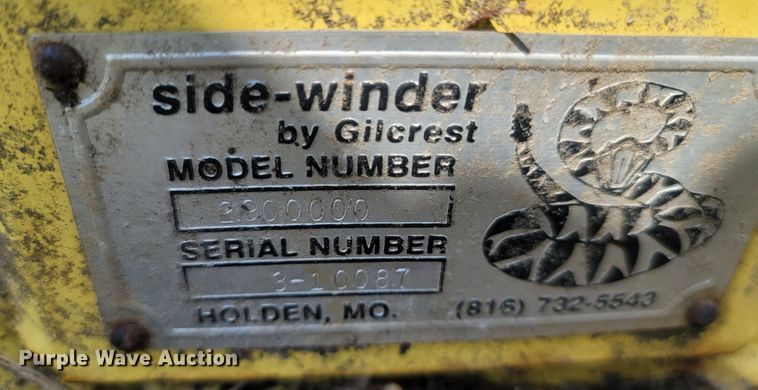 side-winder
by Gilcrest
MODEL NUMBER
2900000
SERIAL NUMBER
3-10087
HOLDEN, MO. (816) 732-5543
Purple Wave Auction